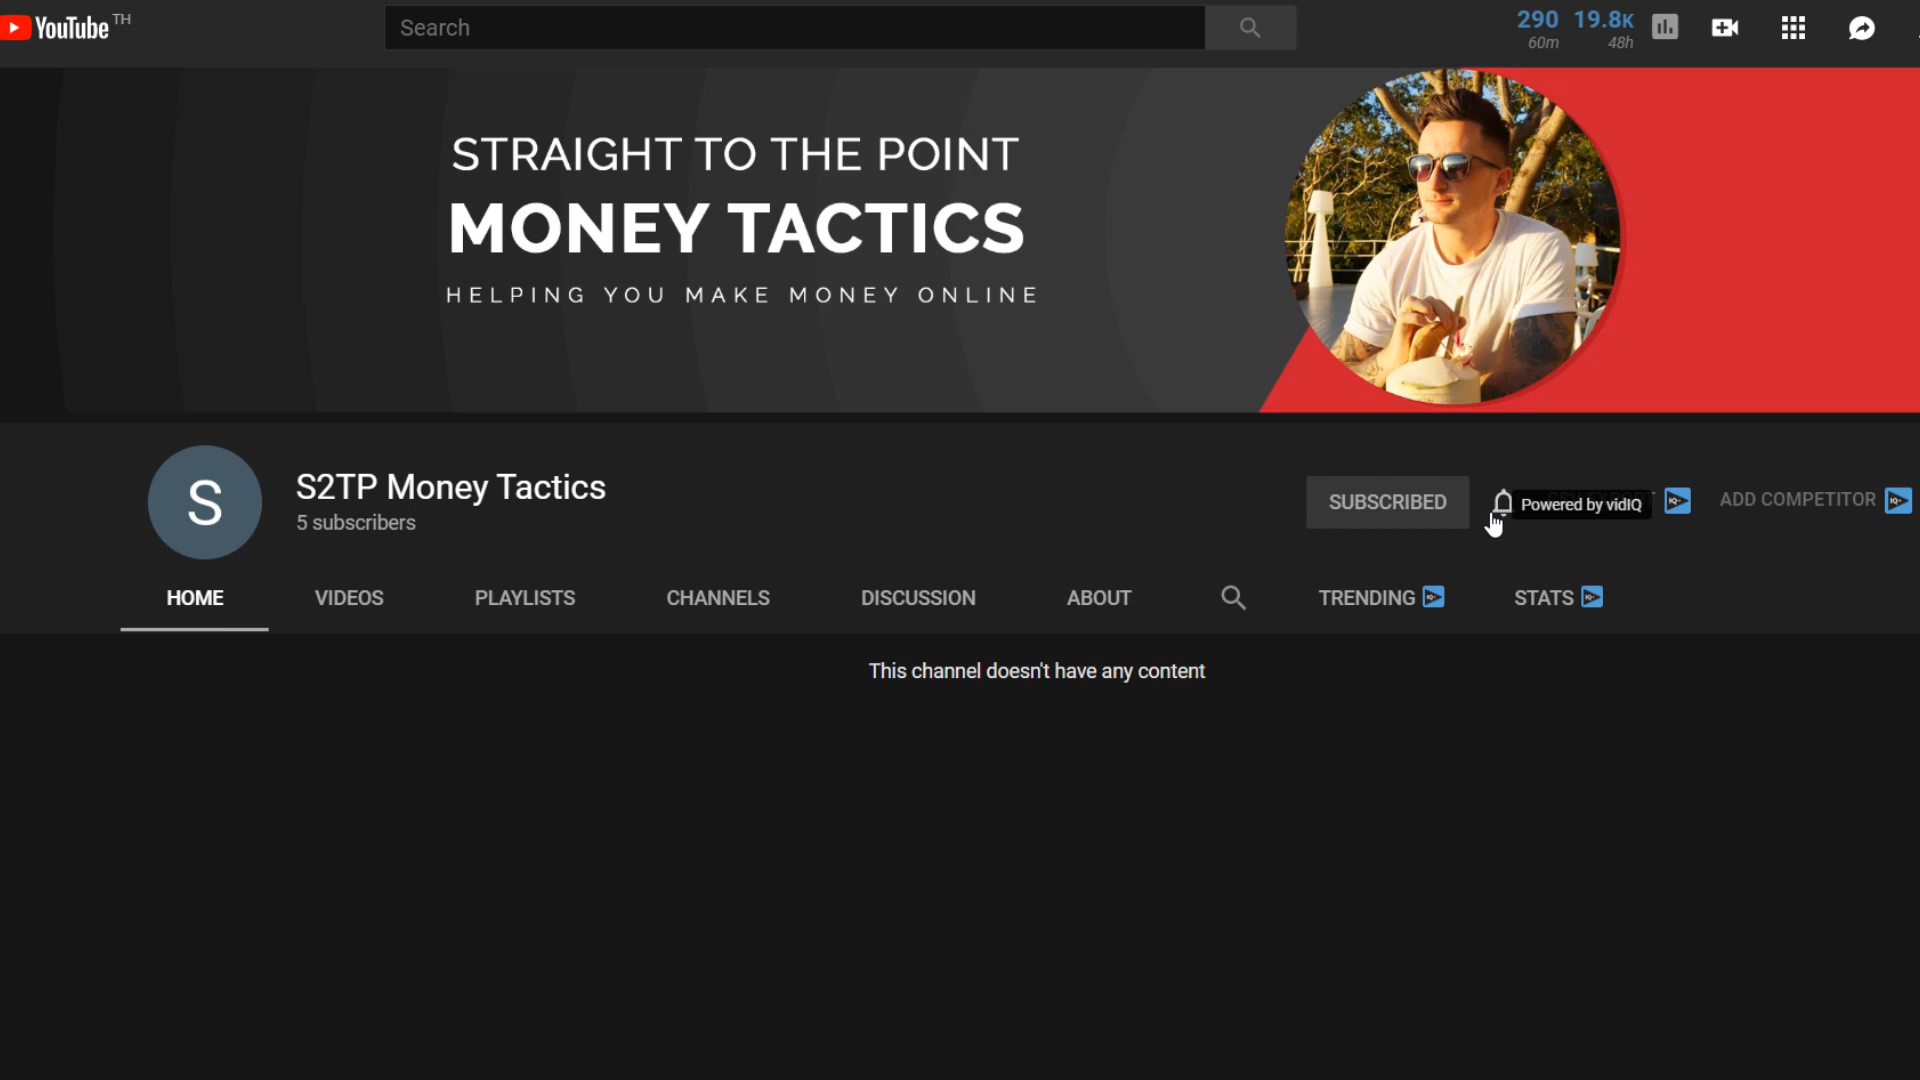 YouTube TH
Search
290 19.8K
60m 48h
STRAIGHT TO THE POINT
MONEY TACTICS
HELPING YOU MAKE MONEY ONLINE
S
S2TP Money Tactics
5 subscribers
SUBSCRIBED
Powered by vidIQ
ADD COMPETITOR
HOME VIDEOS PLAYLISTS CHANNELS DISCUSSION ABOUT TRENDING STATS
This channel doesn't have any content